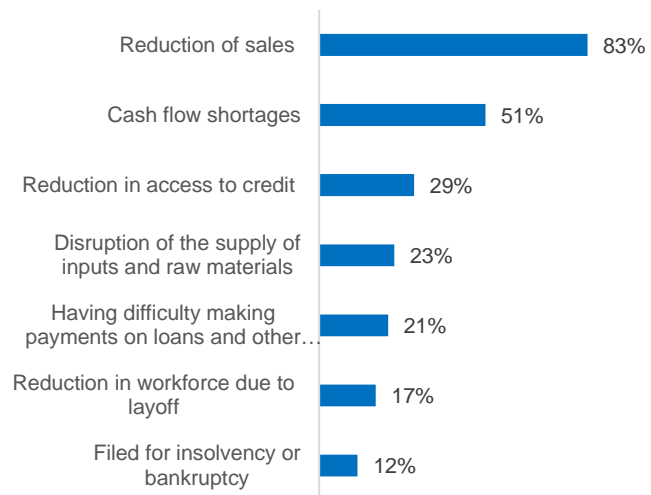 Reduction of sales
83%
Cash flow shortages
51%
Reduction in access to credit
29%
Disruption of the supply of
inputs and raw materials
23%
Having difficulty making
payments on loans and other…
21%
Reduction in workforce due to
layoff
17%
Filed for insolvency or
bankruptcy
12%